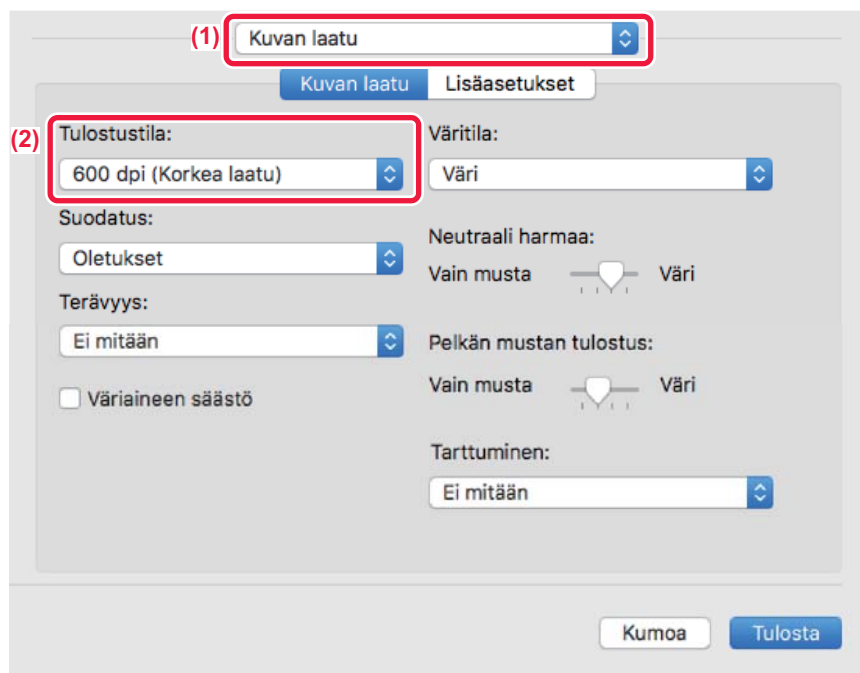 (1) Kuvan laatu
Kuvan laatu Lisäasetukset
(2) Tulostustila:
600 dpi (Korkea laatu)
Suodatus:
Oletukset
Terävyys:
Ei mitään
Väriaineen säästö
Väritila:
Väri
Neutraali harmaa:
Vain musta Väri
Pelkän mustan tulostus:
Vain musta Väri
Tarttuminen:
Ei mitään
Kumoa Tulosta